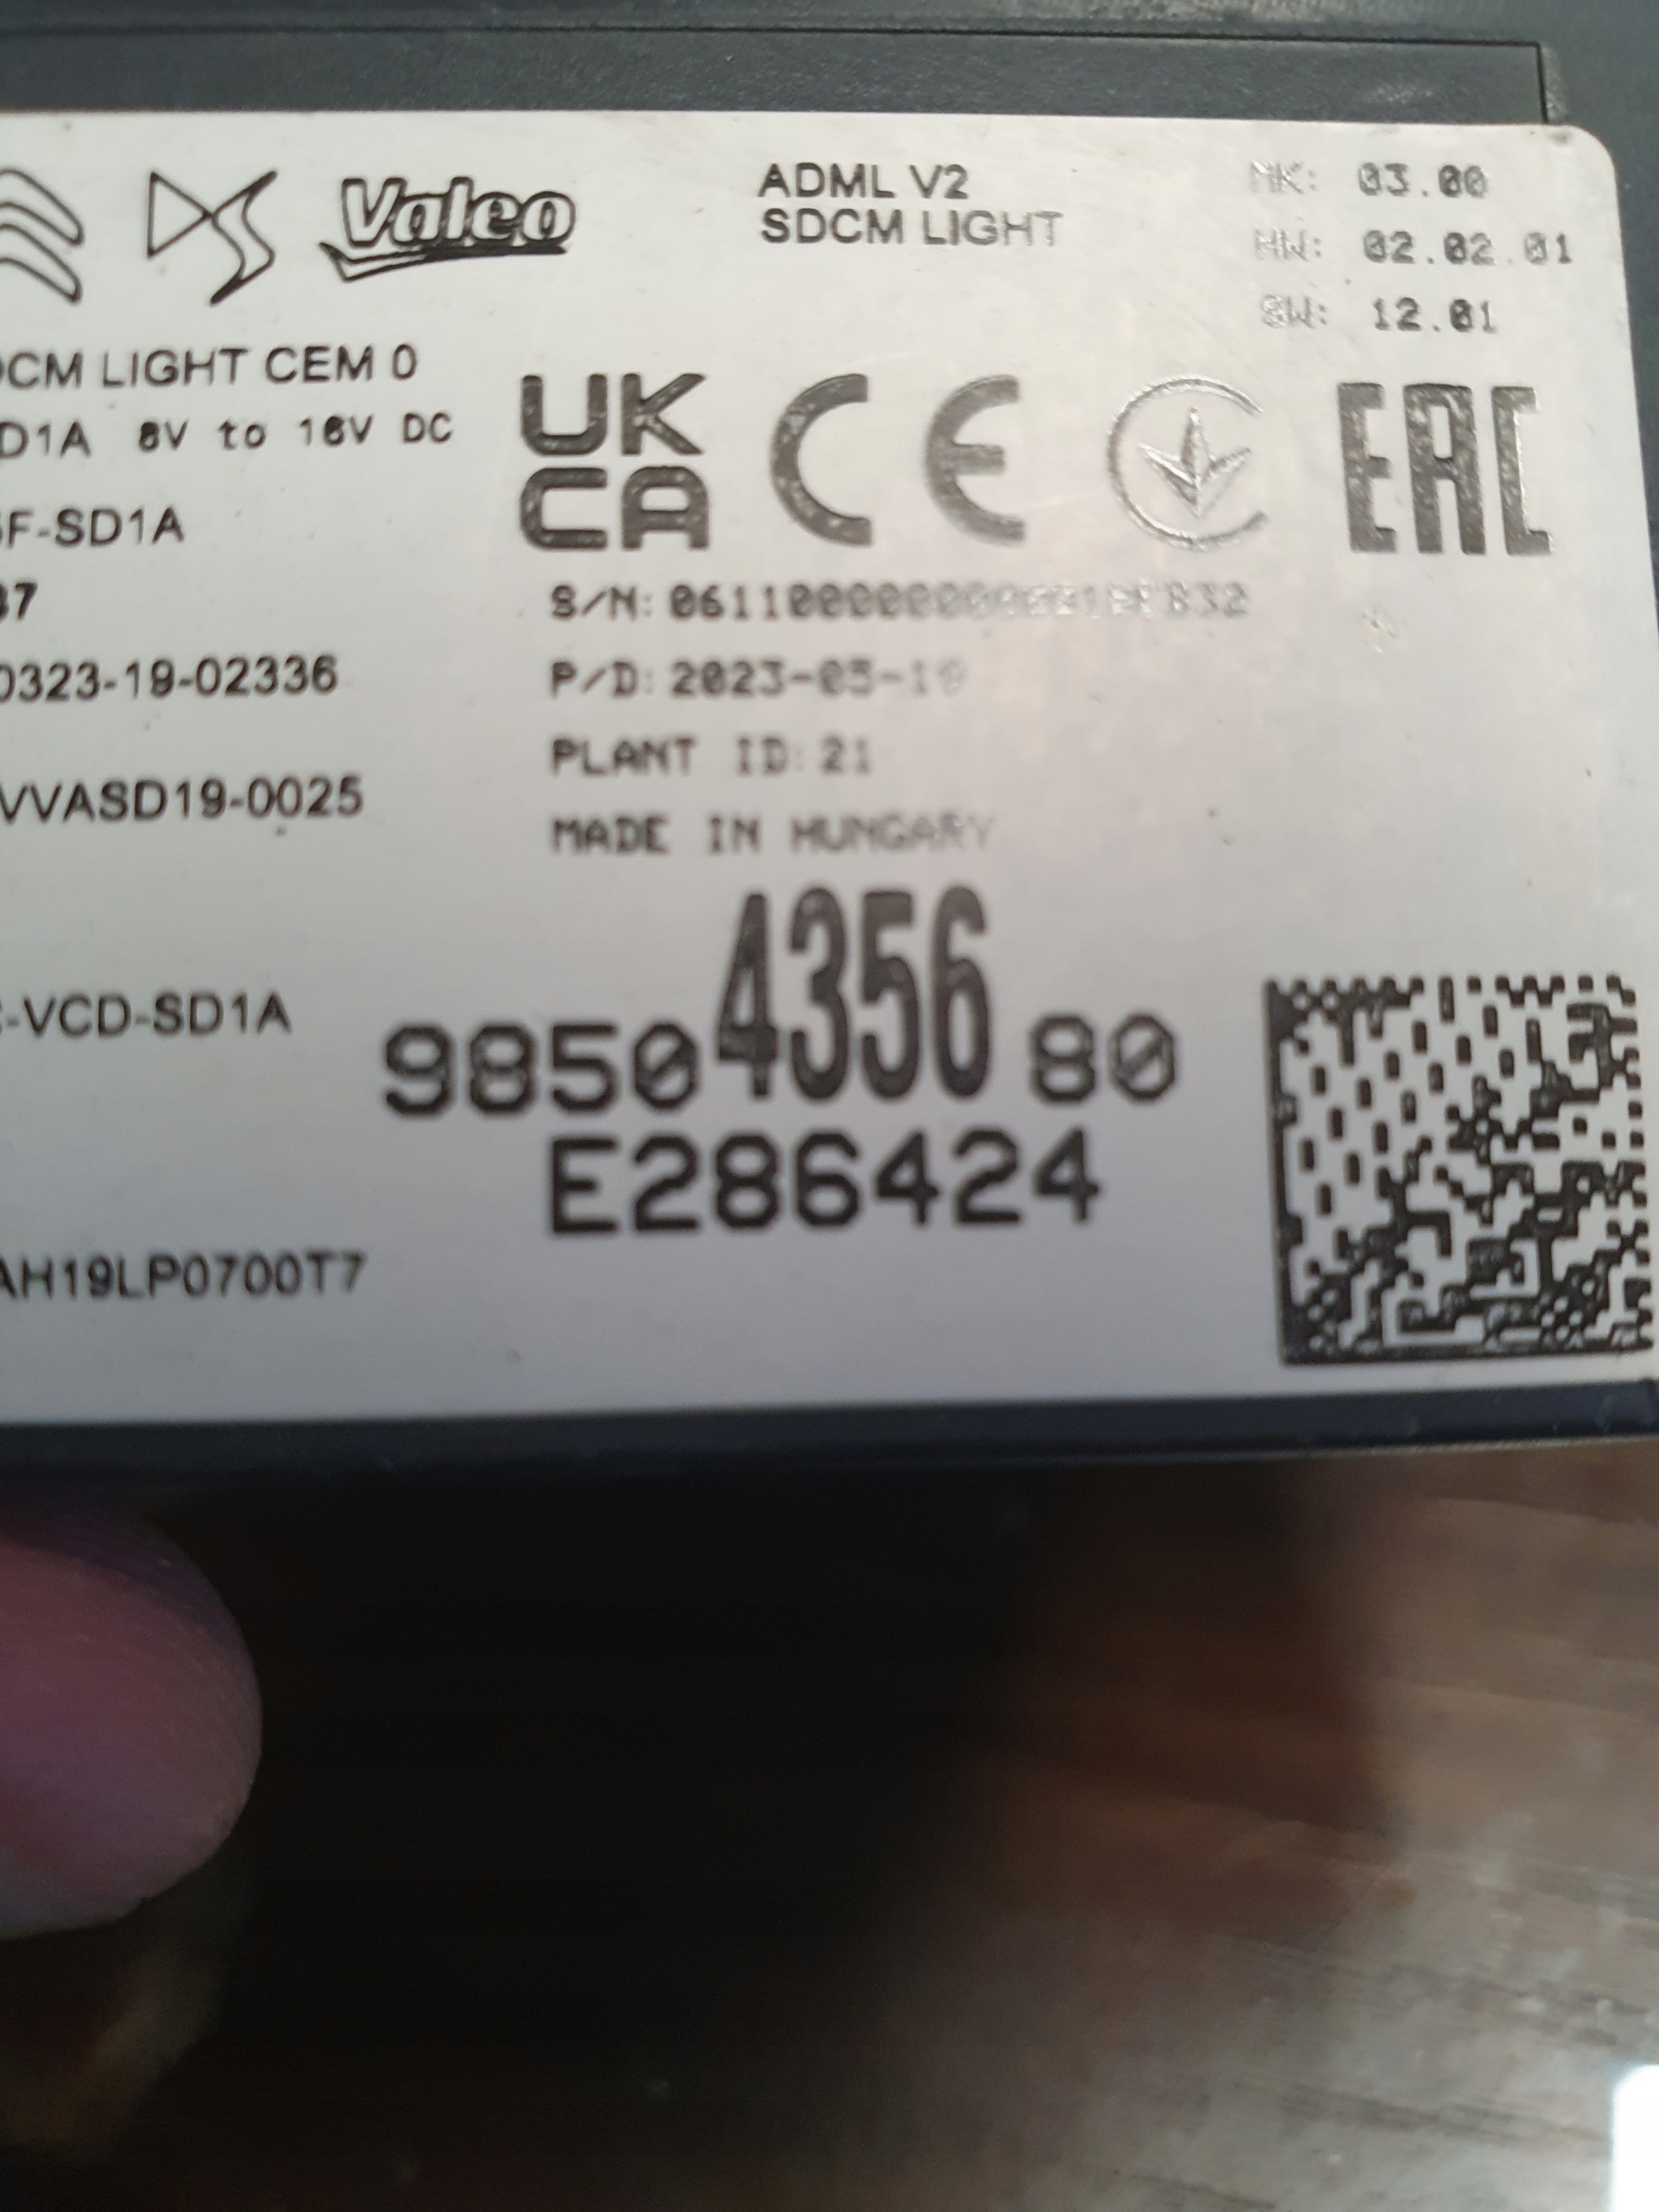 Valeo
ADML V2
SDCM LIGHT
MK: 03.00
HW: 02.02.01
SW: 12.01
DCM LIGHT CEM 0
D1A 8V to 16V DC
UK
CA
CE
EAC
F-SD1A
37
P/D: 2023-05-19
0323-19-02336
PLANT ID: 21
VVASD19-0025
MADE IN HUNGARY
-VCD-SD1A
98504356 80
E286424
AH19LP0700T7